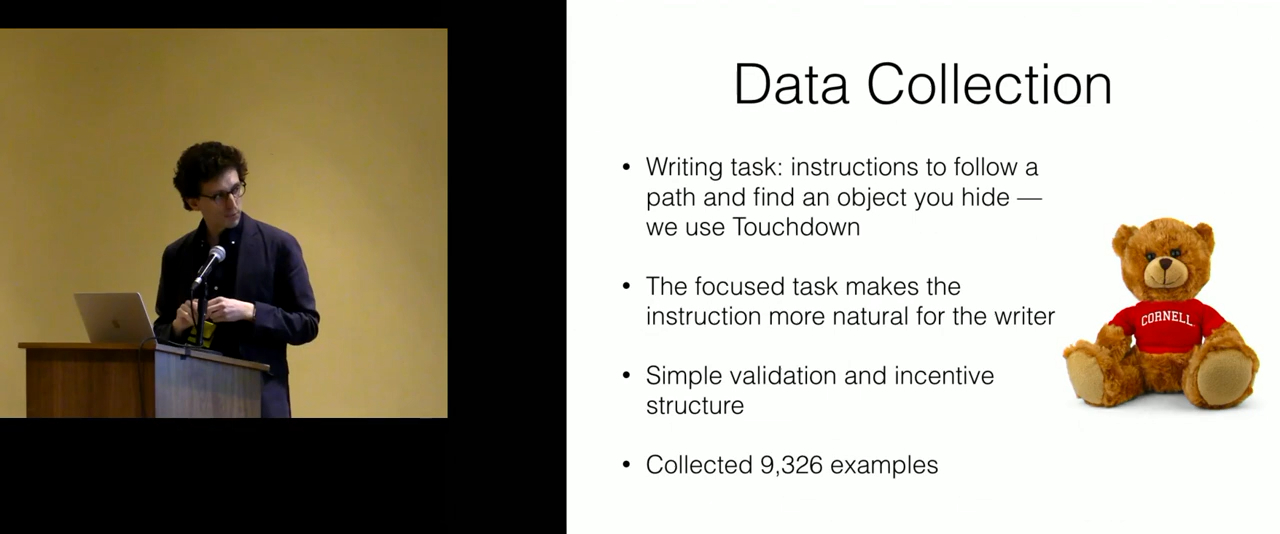 Data Collection
• Writing task: instructions to follow a
path and find an object you hide —
we use Touchdown
• The focused task makes the
instruction more natural for the writer
• Simple validation and incentive
structure
• Collected 9,326 examples
CORNELL